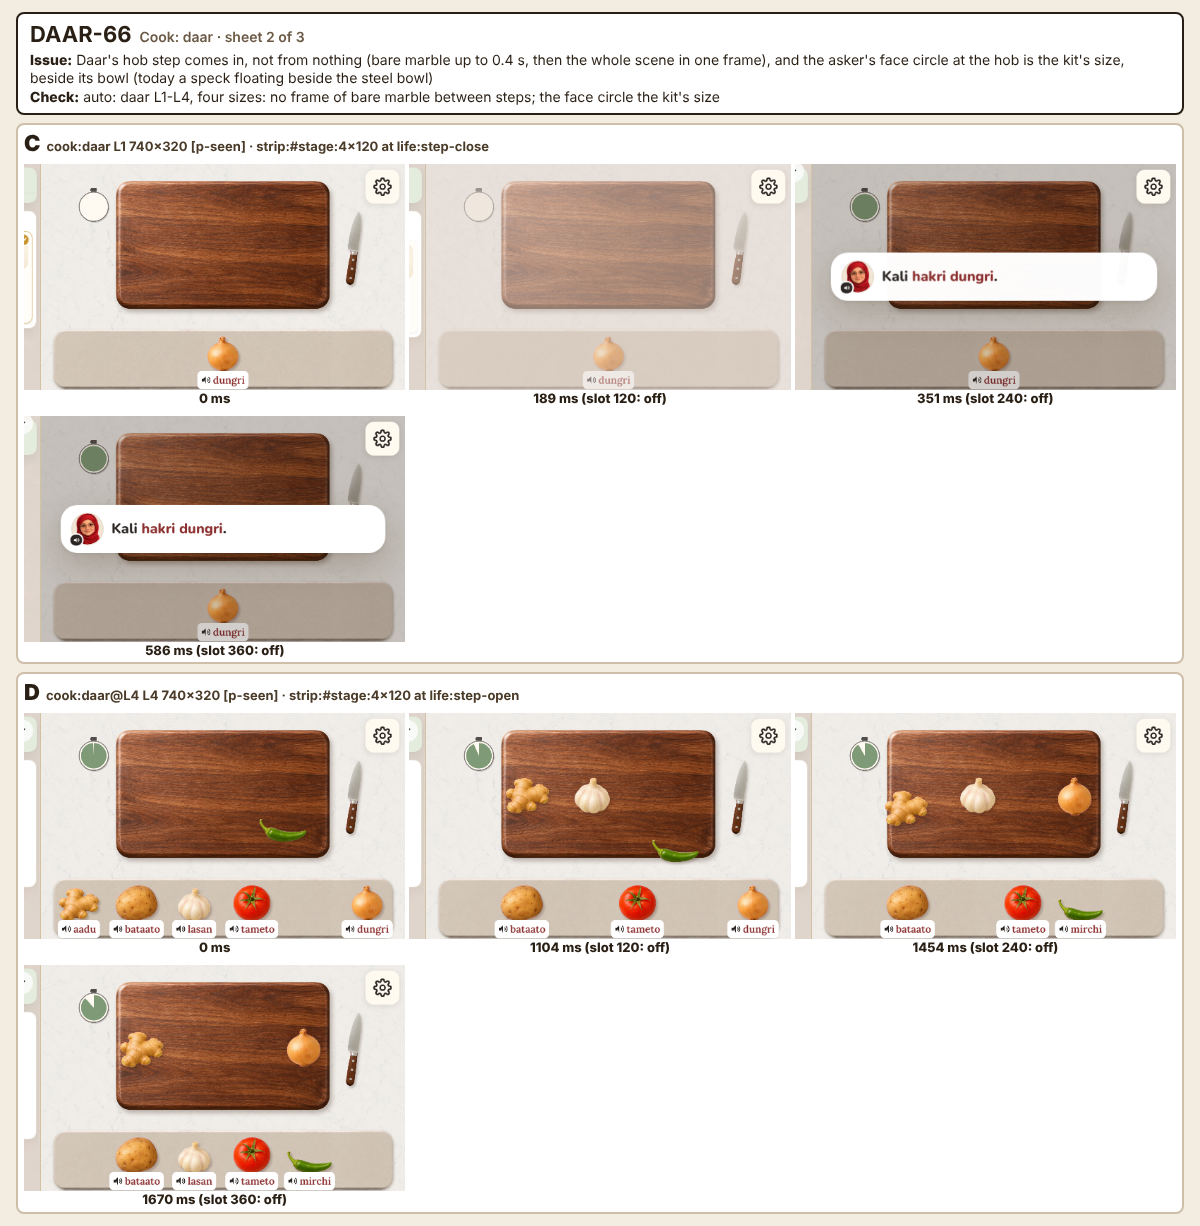 DAAR-66 Cook: daar · sheet 2 of 3
Issue: Daar's hob step comes in, not from nothing (bare marble up to 0.4 s, then the whole scene in one frame), and the asker's face circle at the hob is the kit's size,
beside its bowl (today a speck floating beside the steel bowl)
Check: auto: daar L1-L4, four sizes: no frame of bare marble between steps; the face circle the kit's size
C cook:daar L1 740×320 [p-seen] · strip:#stage:4×120 at life:step-close
dungri
dungri
Kali hakri dungri.
dungri
0 ms
189 ms (slot 120: off)
351 ms (slot 240: off)
Kali hakri dungri.
dungri
586 ms (slot 360: off)
D cook:daar@L4 L4 740×320 [p-seen] · strip:#stage:4×120 at life:step-open
aadu bataato lasan tameto dungri
bataato tameto dungri
bataato tameto mirchi
0 ms
1104 ms (slot 120: off)
1454 ms (slot 240: off)
bataato lasan tameto mirchi
1670 ms (slot 360: off)